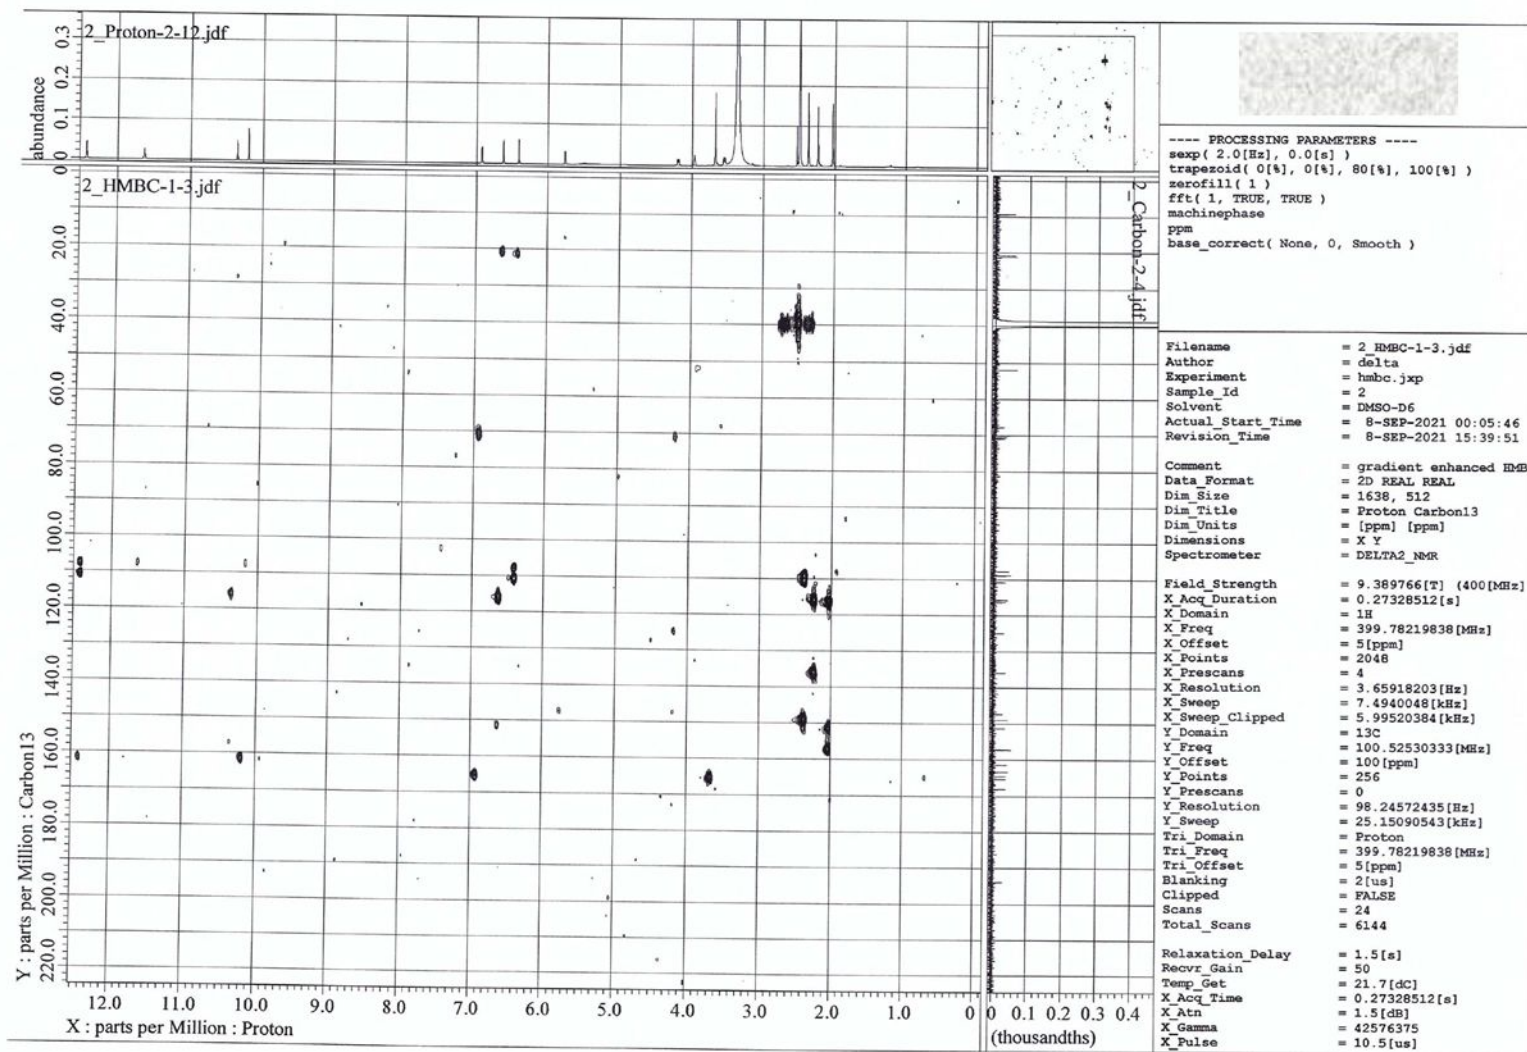 2_Proton-2-12.jdf
abundance
0 0.1 0.2 0.3
2_HMBC-1-3.jdf
2_Carbon-2-4.jdf
Y : parts per Million : Carbon13
0 20.0 40.0 60.0 80.0 100.0 120.0 140.0 160.0 180.0 200.0 220.0
12.0 11.0 10.0 9.0 8.0 7.0 6.0 5.0 4.0 3.0 2.0 1.0 0
X : parts per Million : Proton
0 0.1 0.2 0.3 0.4
(thousandths)
---- PROCESSING PARAMETERS ----
sexp( 2.0[Hz], 0.0[s] )
trapezoid( 0[%], 0[%], 80[%], 100[%] )
zerofill( 1 )
fft( 1, TRUE, TRUE )
machinephase
ppm
base_correct( None, 0, Smooth )
Filename = 2_HMBC-1-3.jdf
Author = delta
Experiment = hmbc.jxp
Sample_Id = 2
Solvent = DMSO-D6
Actual_Start_Time = 8-SEP-2021 00:05:46
Revision_Time = 8-SEP-2021 15:39:51
Comment = gradient enhanced HMB
Data_Format = 2D REAL REAL
Dim_Size = 1638, 512
Dim_Title = Proton Carbon13
Dim_Units = [ppm] [ppm]
Dimensions = X Y
Spectrometer = DELTA2_NMR
Field_Strength = 9.389766[T] (400[MHz]
X_Acq_Duration = 0.27328512[s]
X_Domain = 1H
X_Freq = 399.78219838[MHz]
X_Offset = 5[ppm]
X_Points = 2048
X_Prescans = 4
X_Resolution = 3.65918203[Hz]
X_Sweep = 7.4940048[kHz]
X_Sweep_Clipped = 5.99520384[kHz]
Y_Domain = 13C
Y_Freq = 100.52530333[MHz]
Y_Offset = 100[ppm]
Y_Points = 256
Y_Prescans = 0
Y_Resolution = 98.24572435[Hz]
Y_Sweep = 25.15090543[kHz]
Tri_Domain = Proton
Tri_Freq = 399.78219838[MHz]
Tri_Offset = 5[ppm]
Blanking = 2[us]
Clipped = FALSE
Scans = 24
Total_Scans = 6144
Relaxation_Delay = 1.5[s]
Recvr_Gain = 50
Temp_Get = 21.7[dC]
X_Acq_Time = 0.27328512[s]
X_Atn = 1.5[dB]
X_Gamma = 42576375
X_Pulse = 10.5[us]